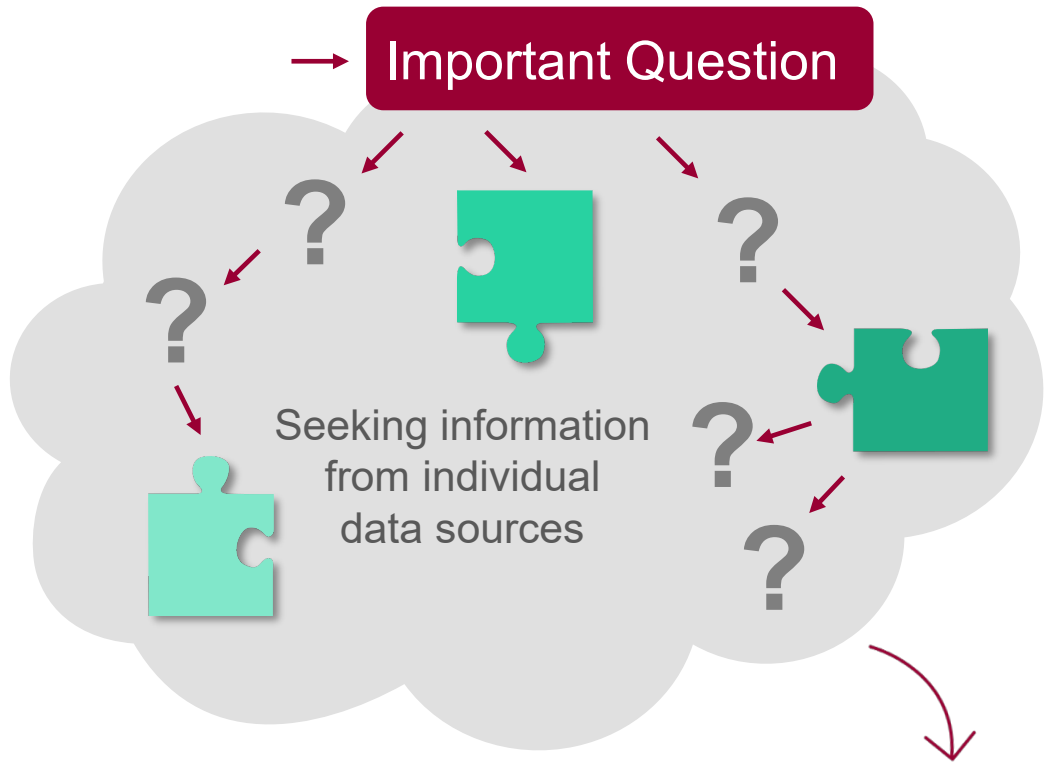 Important Question
?
?
?
Seeking information
from individual
data sources
?
?